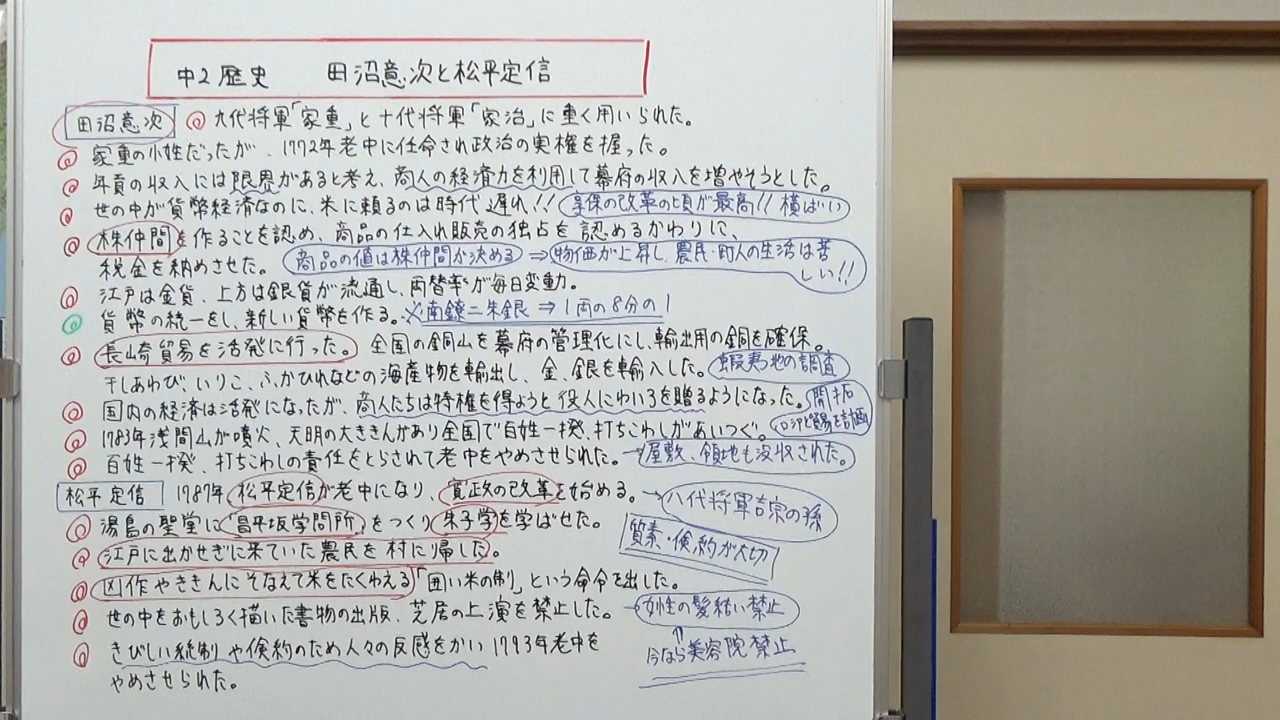 中2歴史 田沼意次と松平定信
田沼意次 ◎ 九代将軍「家重」と十代将軍「家治」に重く用いられた。
◎ 家重の小姓だったが、1772年老中に任命され政治の実権を握った。
◎ 年貢の収入には限界があると考え、商人の経済力を利用して幕府の収入を増やそうとした。
◎ 世の中が貨幣経済なのに、米に頼るのは時代遅れ!! 享保の改革の頃が最高!! 横ばい
◎ 株仲間を作ることを認め、商品の仕入れ販売の独占を認めるかわりに、
税金を納めさせた。 商品の値は株仲間が決める ⇒ 物価が上昇し、農民・町人の生活は苦
しい!!
◎ 江戸は金貨、上方は銀貨が流通し、両替率が毎日変動。
◎ 貨幣の統一をし、新しい貨幣を作る。※南鐐二朱銀 ⇒ 1両の8分の1
◎ 長崎貿易を活発に行った。 全国の銅山を幕府の管理化にし、輸出用の銅を確保。
干しあわび、いりこ、ふかひれなどの海産物を輸出し、金、銀を輸入した。 蝦夷地の調査
◎ 国内の経済は活発になったが、商人たちは特権を得ようと役人にわいろを贈るようになった。 開拓
ロシアと貿易を計画
◎ 1783年浅間山が噴火、天明の大ききんがあり全国で百姓一揆、打ちこわしがあいつぐ。
◎ 百姓一揆、打ちこわしの責任をとらされて老中をやめさせられた。→屋敷、領地も没収された。
松平定信 1787年 松平定信が老中になり、寛政の改革を始める。→八代将軍吉宗の孫
◎ 湯島の聖堂に「昌平坂学問所」をつくり朱子学を学ばせた。
質素・倹約が大切
◎ 江戸に出かせぎに来ていた農民を村に帰した。
◎ 凶作やききんにそなえて米をたくわえる「囲い米の制」という命令を出した。
◎ 世の中をおもしろく描いた書物の出版、芝居の上演を禁止した。→女性の髪結い禁止
↑
今なら美容院禁止
◎ きびしい統制や倹約のため人々の反感をかい1793年老中を
やめさせられた。